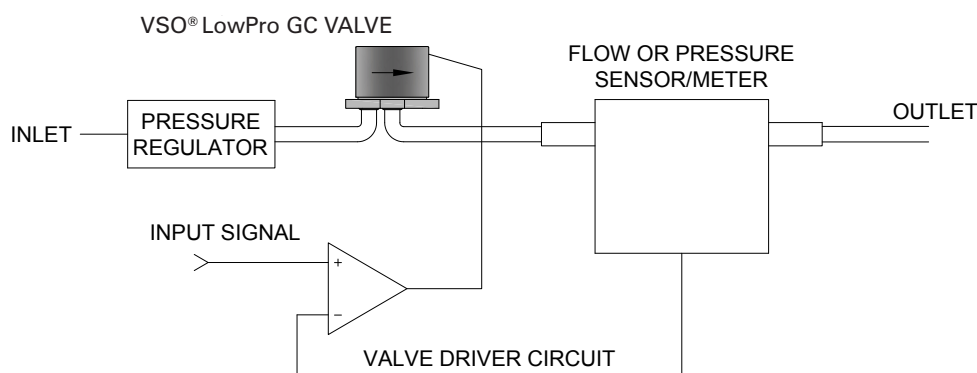 VSO® LowPro GC VALVE
FLOW OR PRESSURE
SENSOR/METER
INLET
PRESSURE
REGULATOR
OUTLET
INPUT SIGNAL
+
−
VALVE DRIVER CIRCUIT